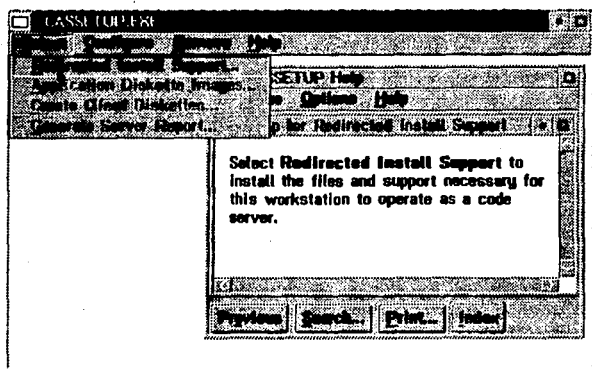 CASSETUP.EXE
Configure Remove Help
Redirected Install Support...
Application Diskette Images...
Create Client Diskettes...
Generate Server Report...
SETUP Help
Options Help
for Redirected Install Support
Select Redirected Install Support to
install the files and support necessary for
this workstation to operate as a code
server.
Previous Search... Print... Index